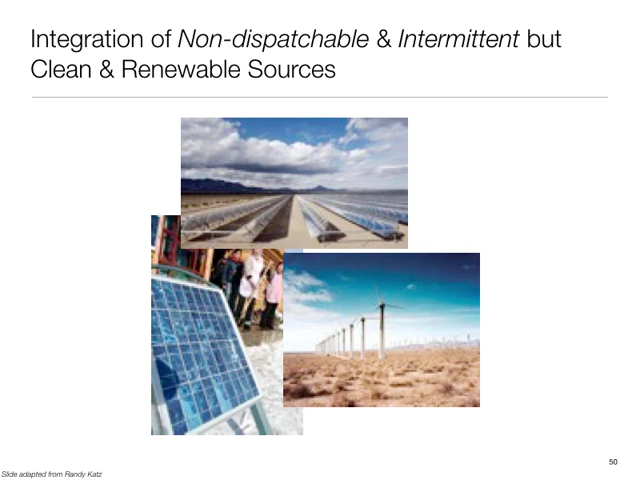 Integration of Non-dispatchable & Intermittent but
Clean & Renewable Sources
50
Slide adapted from Randy Katz